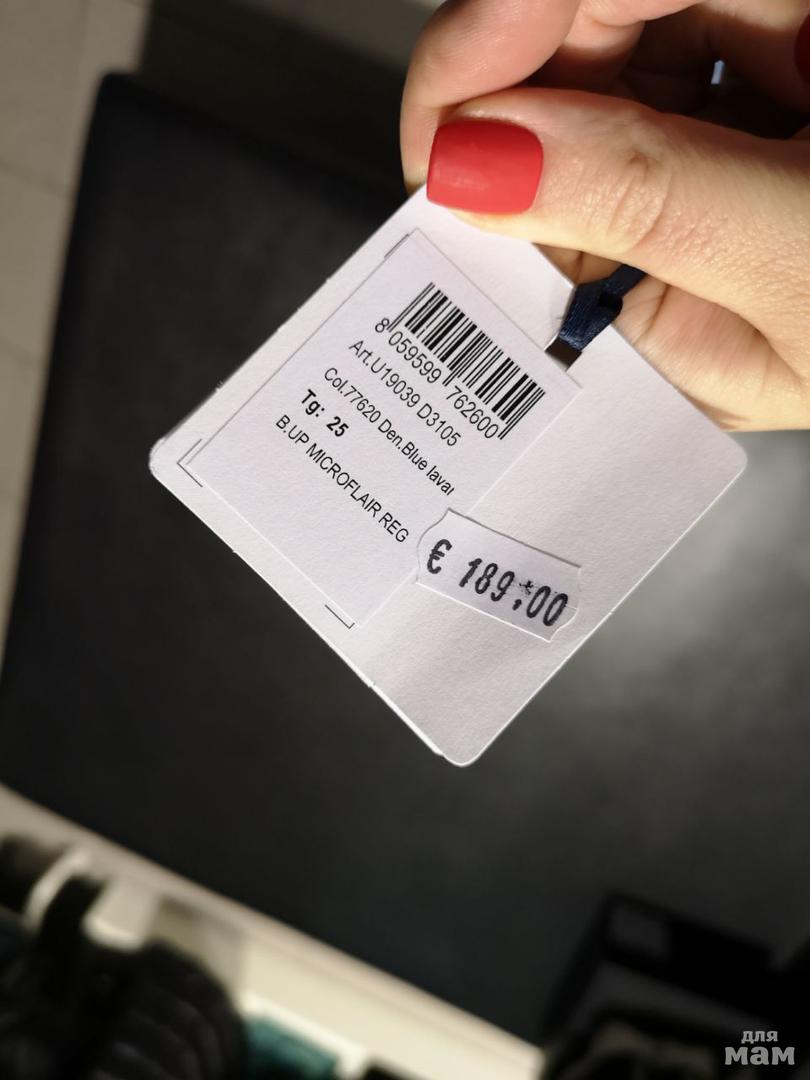 8 059599 762600
Art.U19039 D3105
Col.77620 Den.Blue lavar
Tg: 25
B.UP MICROFLAIR REG
€ 189.00
для
мам